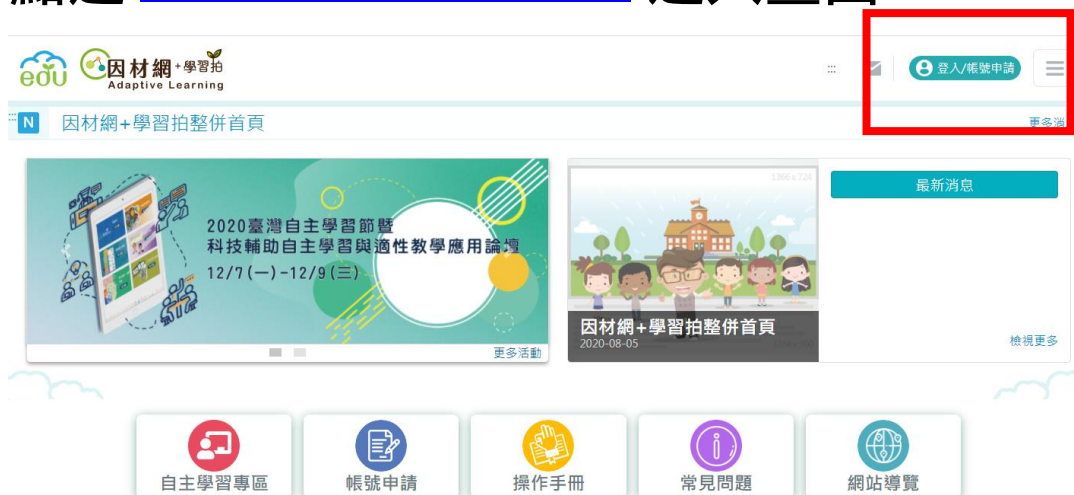 edu 因材網+學習拍
Adaptive Learning
登入/帳號申請
N 因材網+學習拍整併首頁
更多消
2020臺灣自主學習節暨
科技輔助自主學習與適性教學應用論壇
12/7(一)-12/9(三)
更多活動
1366 x 724
因材網+學習拍整併首頁
2020-08-05
最新消息
檢視更多
自主學習專區
帳號申請
操作手冊
常見問題
網站導覽